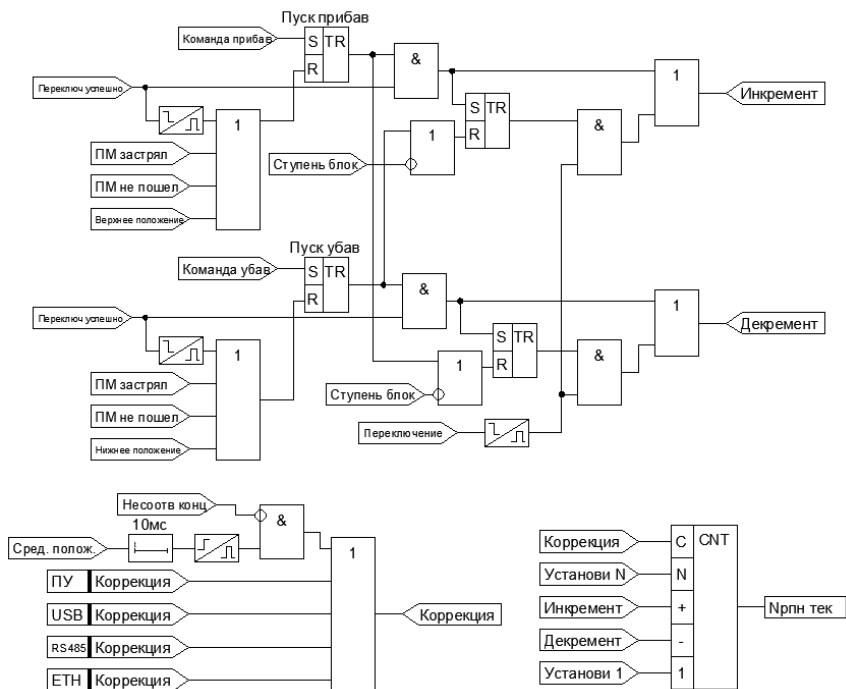 Пуск прибав
Команда прибав
S TR
R
&
Переключ успешно
1
ПМ застрял
ПМ не пошел
Верхнее положение
Ступень блок
1
S TR
R
&
1
Инкремент
Пуск убав
Команда убав
S TR
R
&
Переключ успешно
1
ПМ застрял
ПМ не пошел
Нижнее положение
Ступень блок
1
S TR
R
&
1
Декремент
Переключение
Несоотв конц
&
10мс
Сред. полож.
1
ПУ Коррекция
USB Коррекция
RS485 Коррекция
ETH Коррекция
Коррекция
Коррекция C CNT
Установи N N
Инкремент +
Декремент -
Установи 1 1
Nрпн тек